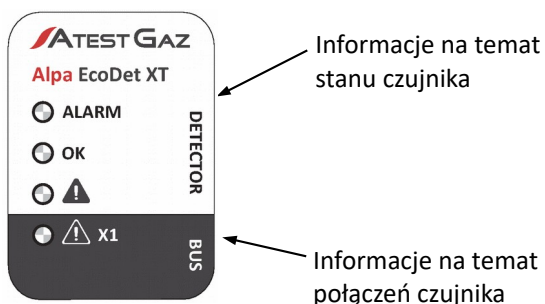 ATEST GAZ
Alpa EcoDet XT
ALARM
OK
DETECTOR
X1
BUS
Informacje na temat
stanu czujnika
Informacje na temat
połączeń czujnika